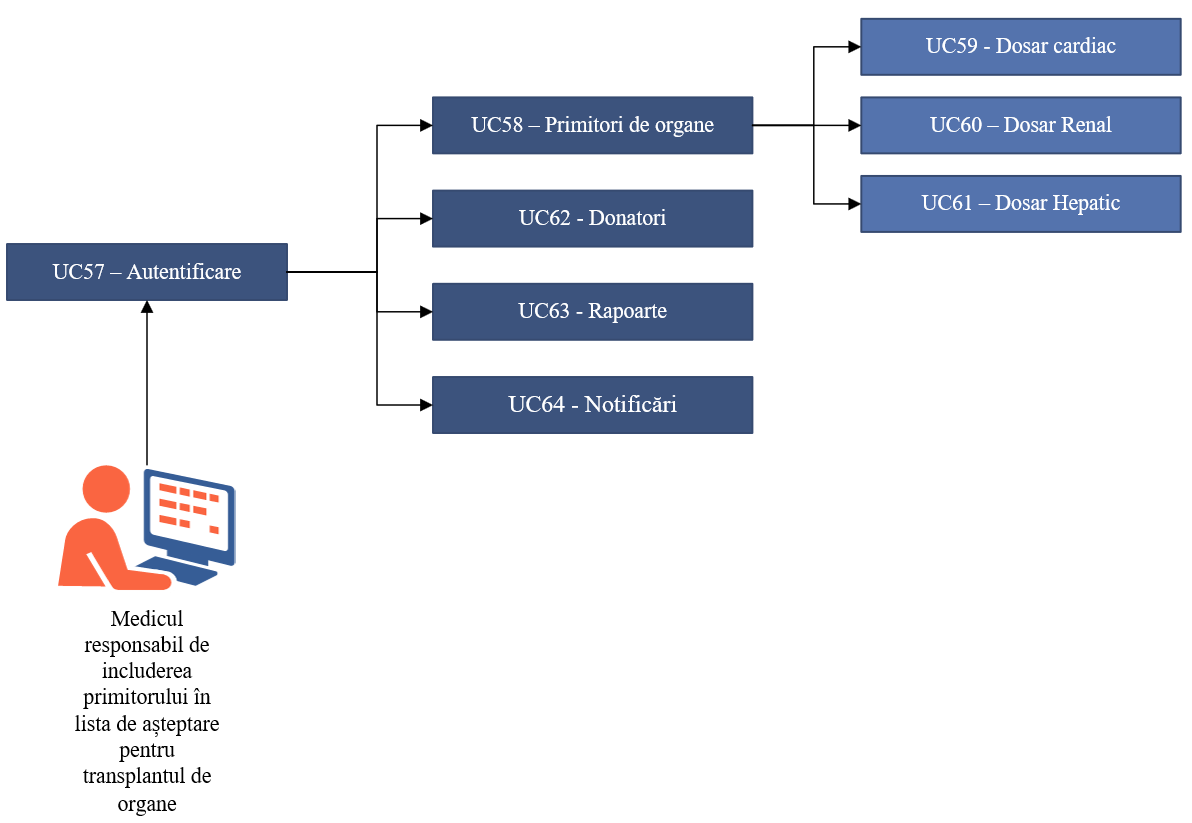 UC59 - Dosar cardiac
UC58 – Primitori de organe
UC60 – Dosar Renal
UC61 – Dosar Hepatic
UC62 - Donatori
UC57 – Autentificare
UC63 - Rapoarte
UC64 - Notificări
Medicul
responsabil de
includerea
primitorului în
lista de așteptare
pentru
transplantul de
organe